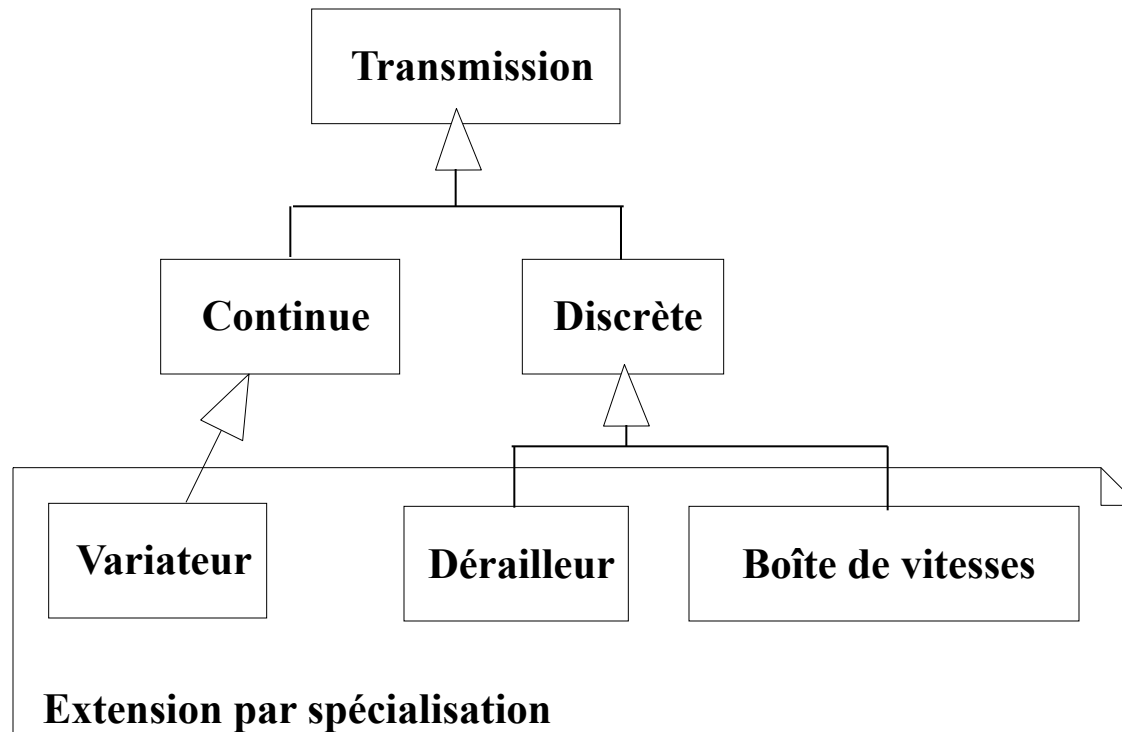 Transmission
Continue
Discrète
Variateur
Dérailleur
Boîte de vitesses
Extension par spécialisation